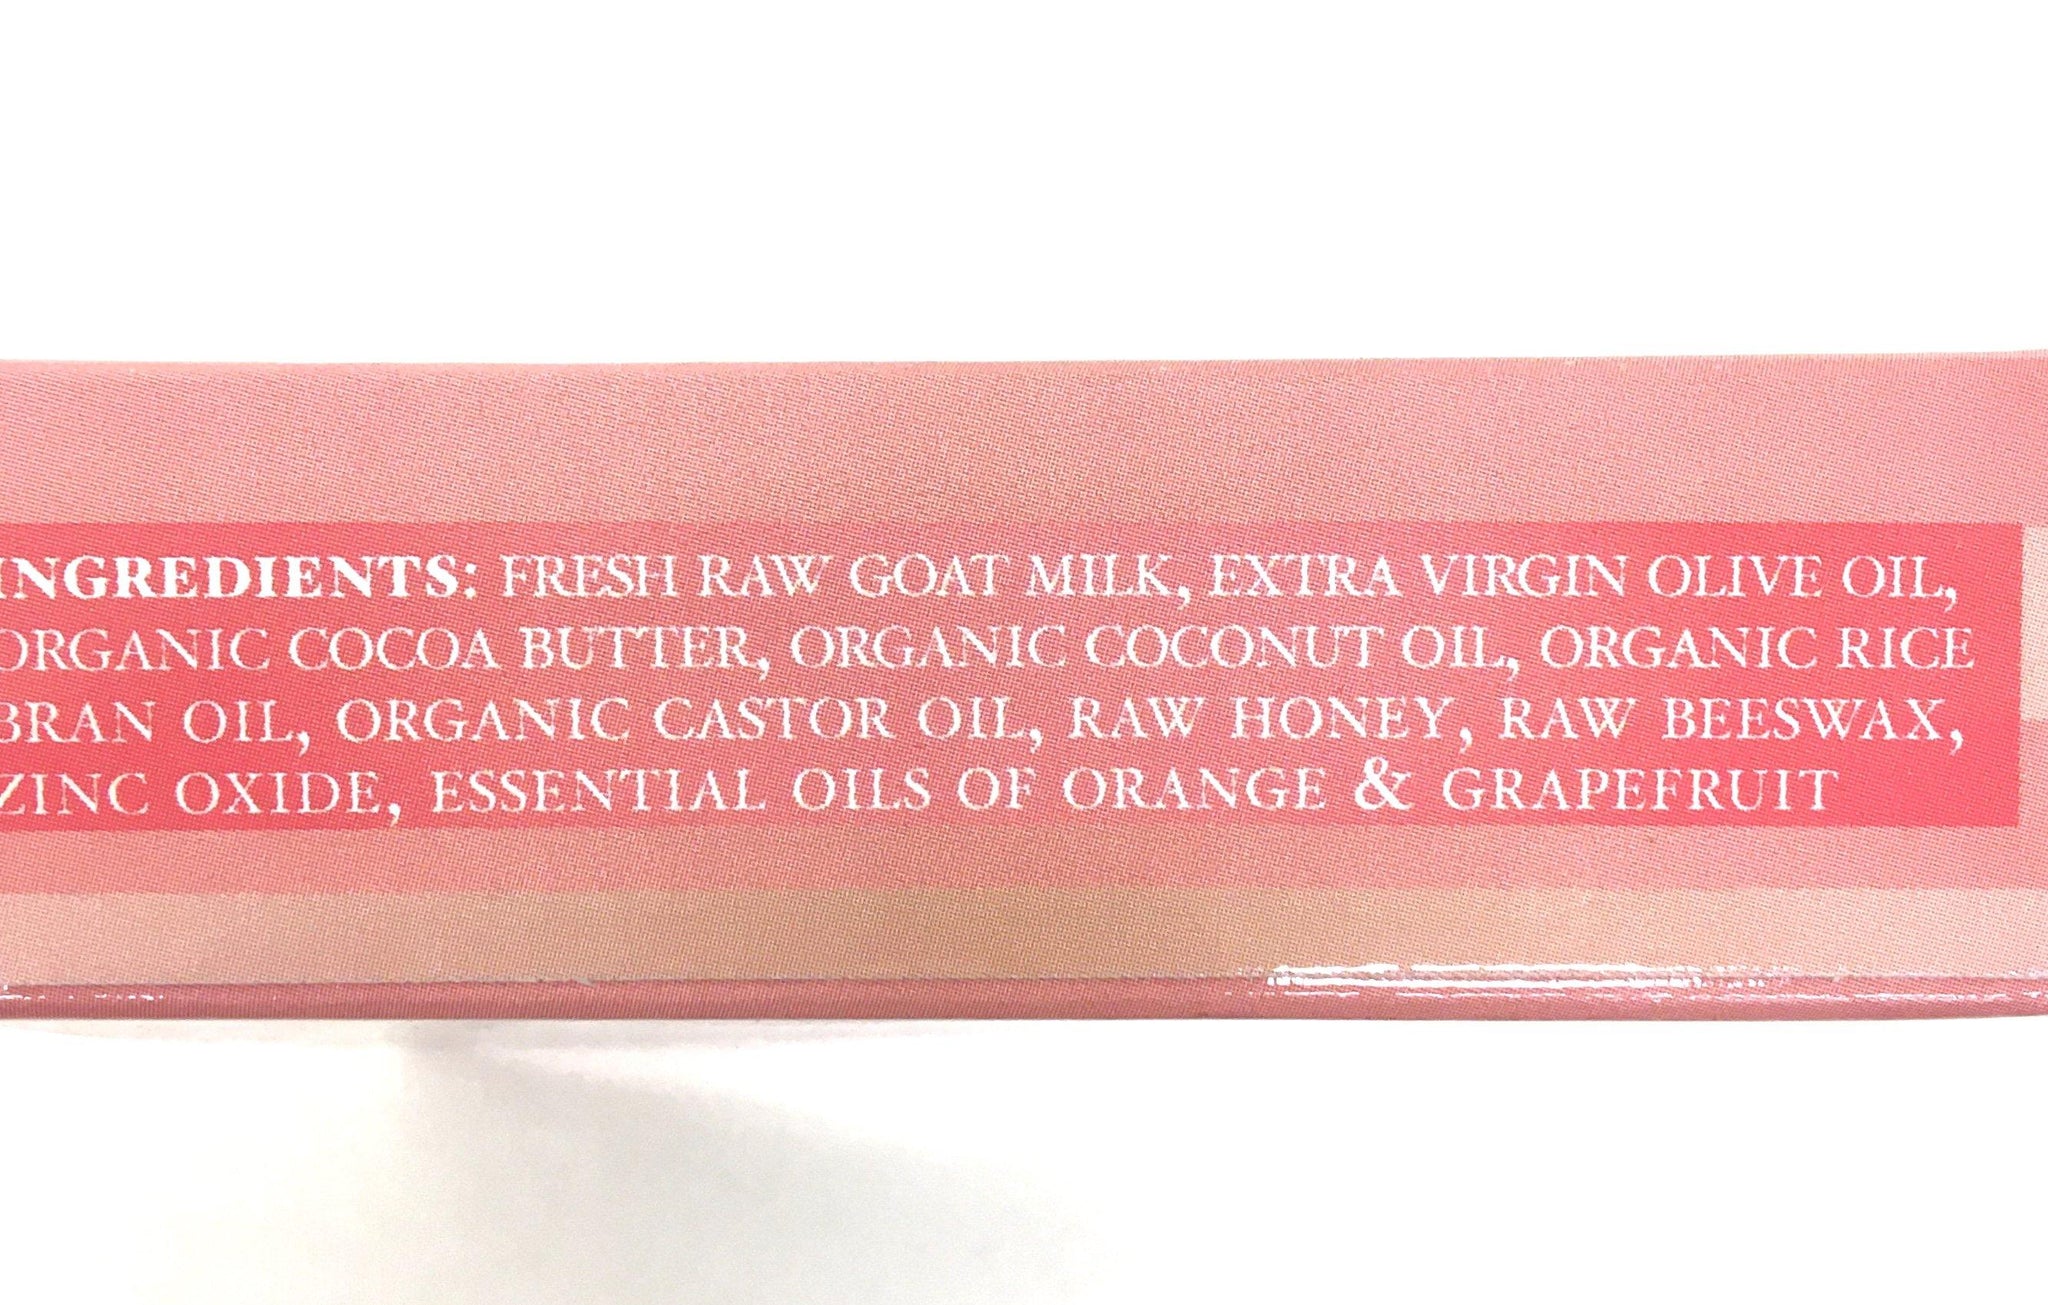 INGREDIENTS: FRESH RAW GOAT MILK, EXTRA VIRGIN OLIVE OIL,
ORGANIC COCOA BUTTER, ORGANIC COCONUT OIL, ORGANIC RICE
BRAN OIL, ORGANIC CASTOR OIL, RAW HONEY, RAW BEESWAX,
ZINC OXIDE, ESSENTIAL OILS OF ORANGE & GRAPEFRUIT